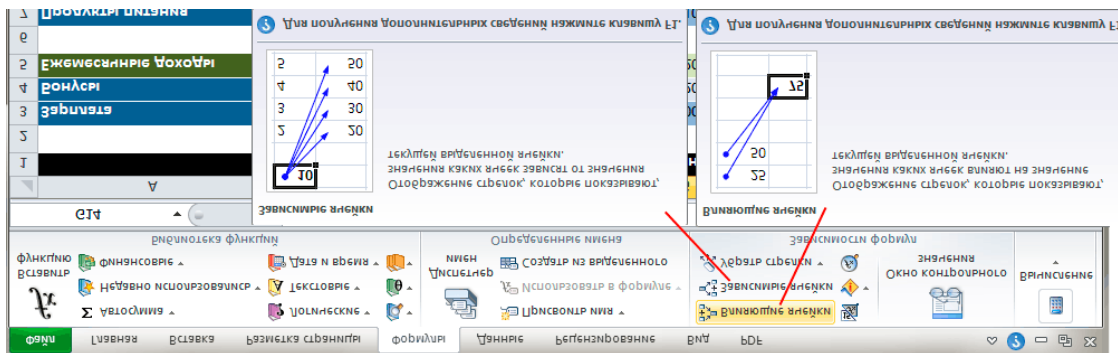 Файл Главная Вставка Разметка страницы Формулы Данные Рецензирование Вид PDF
Вставить функцию
Σ Автосумма
Недавно использовались
Финансовые
Логические
Текстовые
Дата и время
Библиотека функций
Диспетчер имен
Присвоить имя
Использовать в формуле
Создать из выделенного
Определенные имена
Влияющие ячейки
Зависимые ячейки
Убрать стрелки
Зависимости формул
Окно контрольного значения
Вычисление
G14
A
1
2
3 Зарплата
4 Бонусы
5 Ежемесячные доходы
6
7 Продукты питания
Зависимые ячейки
10
2 20
3 30
4 40
5 50
Отображение стрелок, которые показывают,
значения каких ячеек зависят от значения
текущей выделенной ячейки.
Для получения дополнительных сведений нажмите клавишу F1.
Влияющие ячейки
25
50
75
Отображение стрелок, которые показывают,
значения каких ячеек влияют на значение
текущей выделенной ячейки.
Для получения дополнительных сведений нажмите клавишу F1